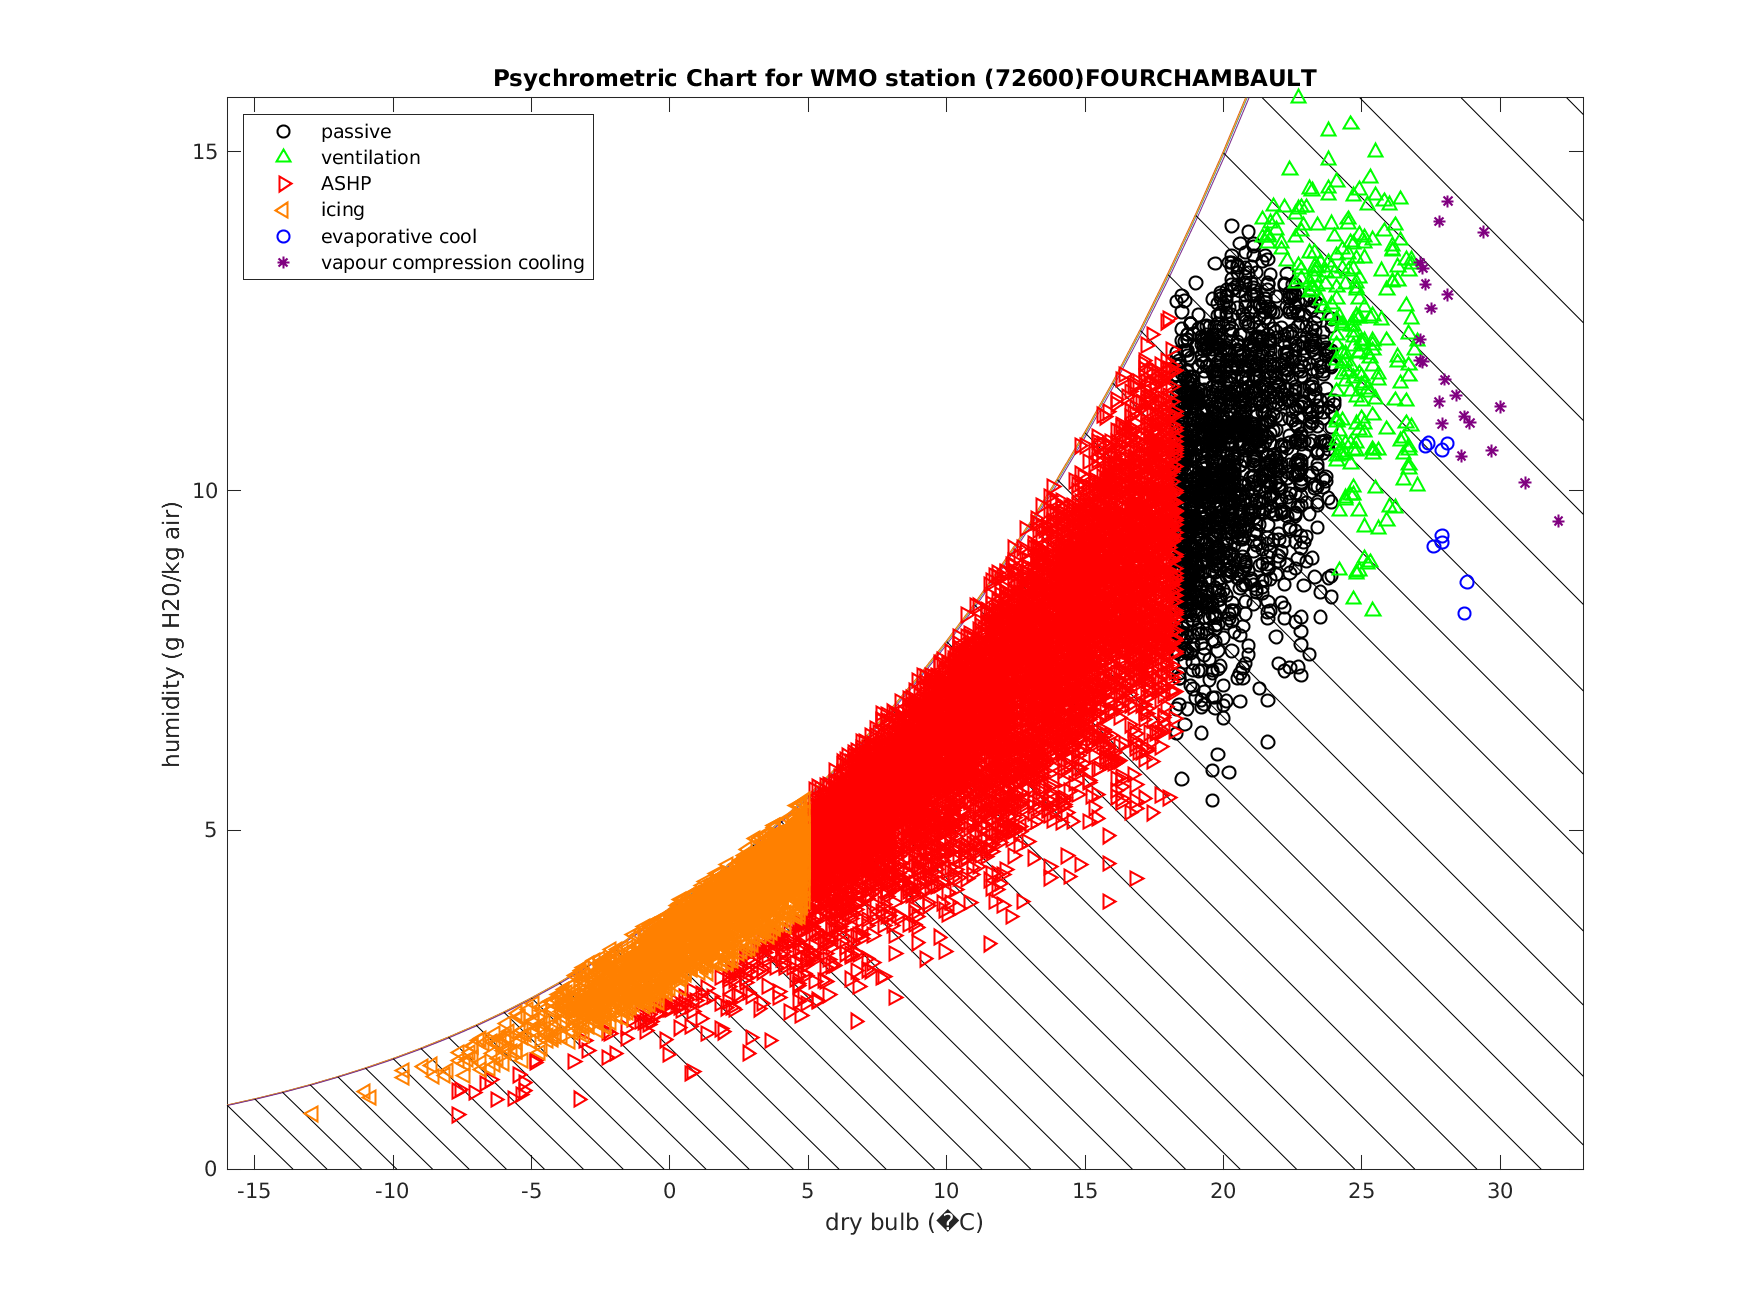 Psychrometric Chart for WMO station (72600)FOURCHAMBAULT
passive
ventilation
ASHP
icing
evaporative cool
vapour compression cooling
15
10
5
0
humidity (g H20/kg air)
-15 -10 -5 0 5 10 15 20 25 30
dry bulb (�C)